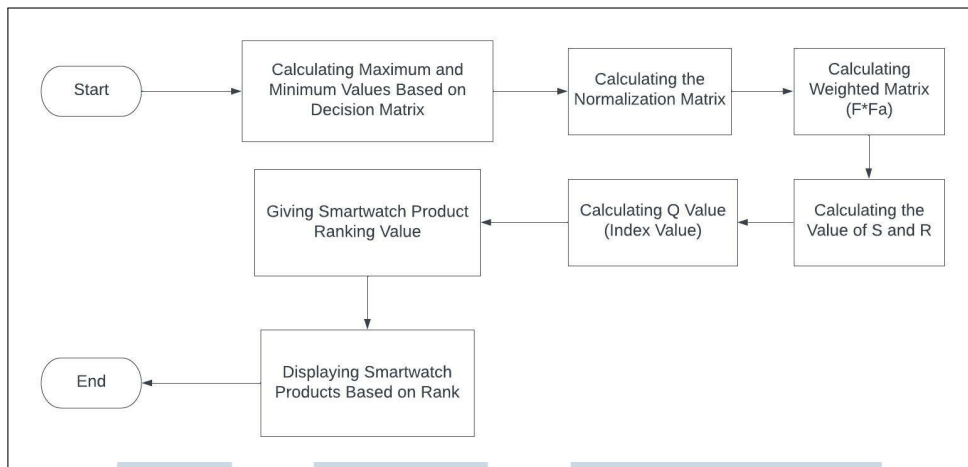 Start
Calculating Maximum and
Minimum Values Based on
Decision Matrix
Calculating the
Normalization Matrix
Calculating
Weighted Matrix
(F*Fa)
Calculating the
Value of S and R
Calculating Q Value
(Index Value)
Giving Smartwatch Product
Ranking Value
Displaying Smartwatch
Products Based on Rank
End